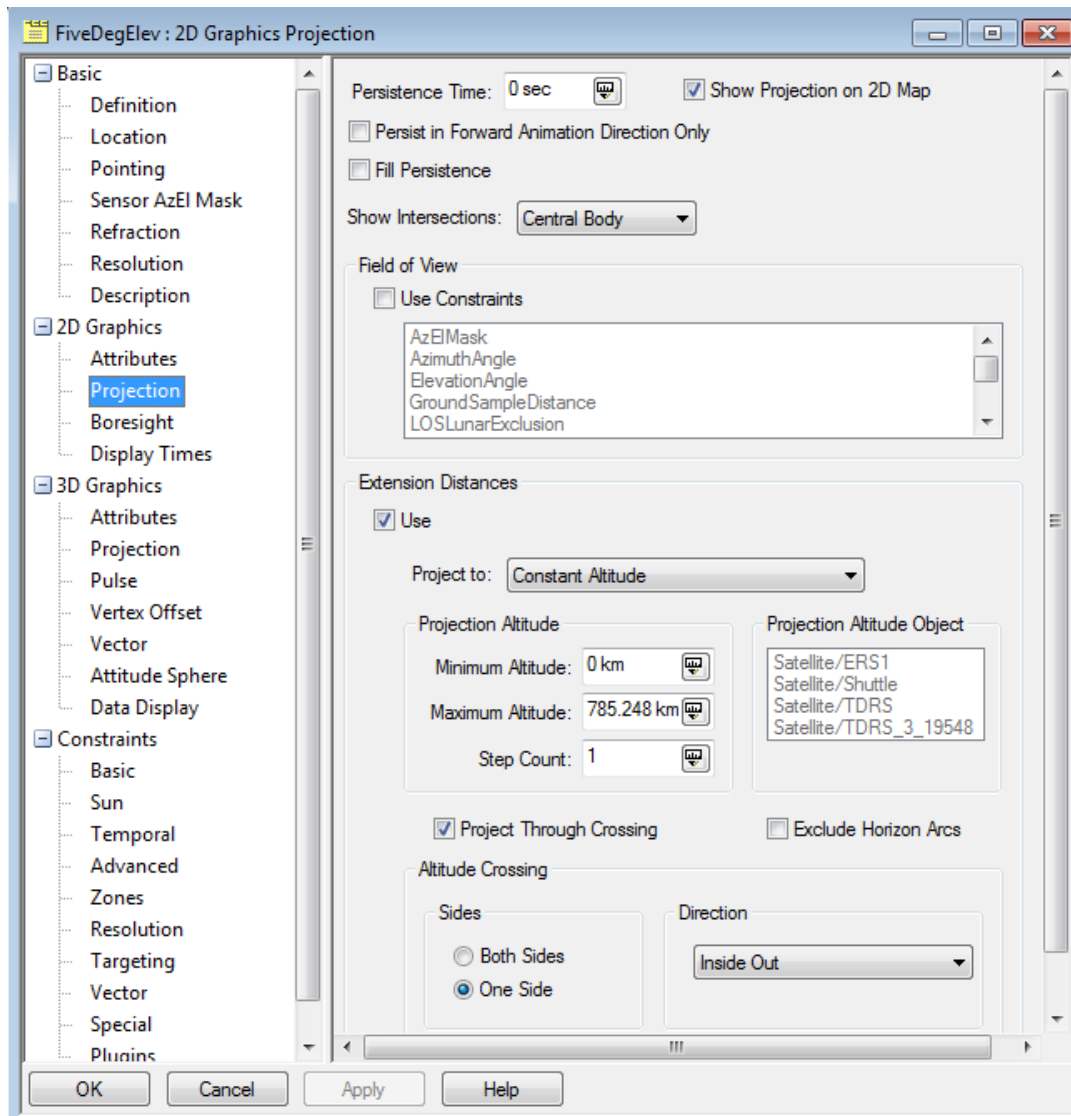 FiveDegElev : 2D Graphics Projection
Basic
Definition
Location
Pointing
Sensor AzEl Mask
Refraction
Resolution
Description
2D Graphics
Attributes
Projection
Boresight
Display Times
3D Graphics
Attributes
Projection
Pulse
Vertex Offset
Vector
Attitude Sphere
Data Display
Constraints
Basic
Sun
Temporal
Advanced
Zones
Resolution
Targeting
Vector
Special
Plugins
Persistence Time: 0 sec
Show Projection on 2D Map
Persist in Forward Animation Direction Only
Fill Persistence
Show Intersections: Central Body
Field of View
Use Constraints
AzElMask
AzimuthAngle
ElevationAngle
GroundSampleDistance
LOSLunarExclusion
Extension Distances
Use
Project to: Constant Altitude
Projection Altitude
Minimum Altitude: 0 km
Maximum Altitude: 785.248 km
Step Count: 1
Projection Altitude Object
Satellite/ERS1
Satellite/Shuttle
Satellite/TDRS
Satellite/TDRS_3_19548
Project Through Crossing
Exclude Horizon Arcs
Altitude Crossing
Sides
Both Sides
One Side
Direction
Inside Out
OK
Cancel
Apply
Help